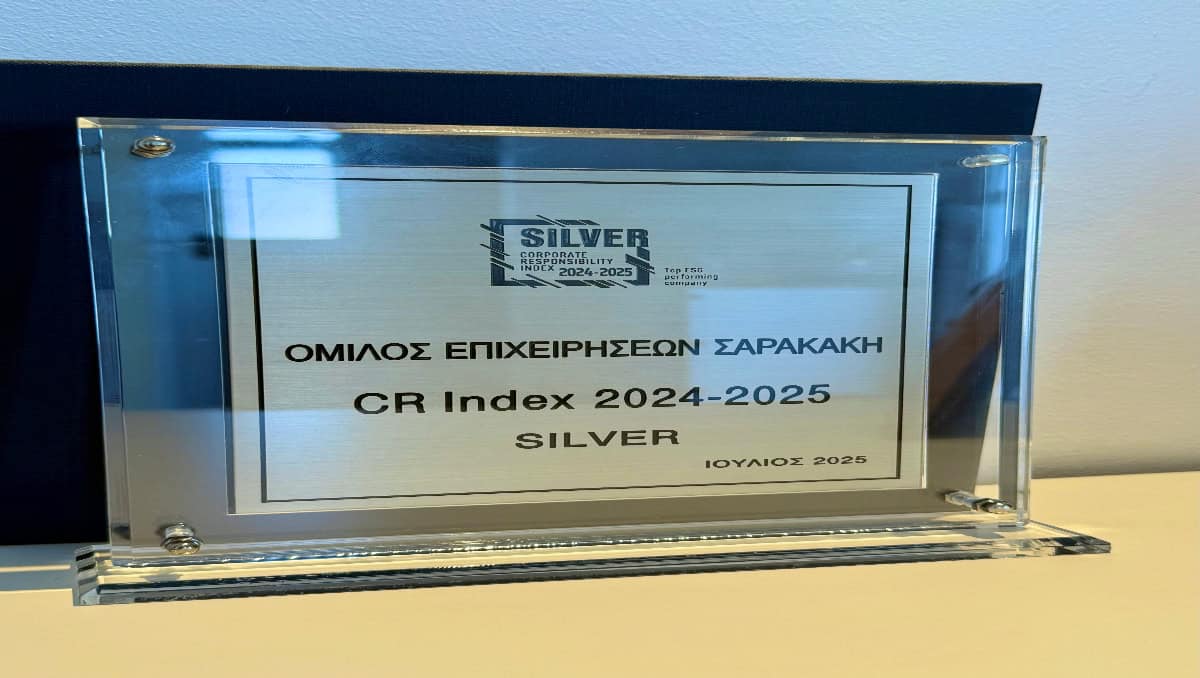 SILVER
CORPORATE
RESPONSIBILITY
INDEX 2024-2025
Top ESG
performing
company
ΟΜΙΛΟΣ ΕΠΙΧΕΙΡΗΣΕΩΝ ΣΑΡΑΚΑΚΗ
CR Index 2024-2025
SILVER
ΙΟΥΛΙΟΣ 2025